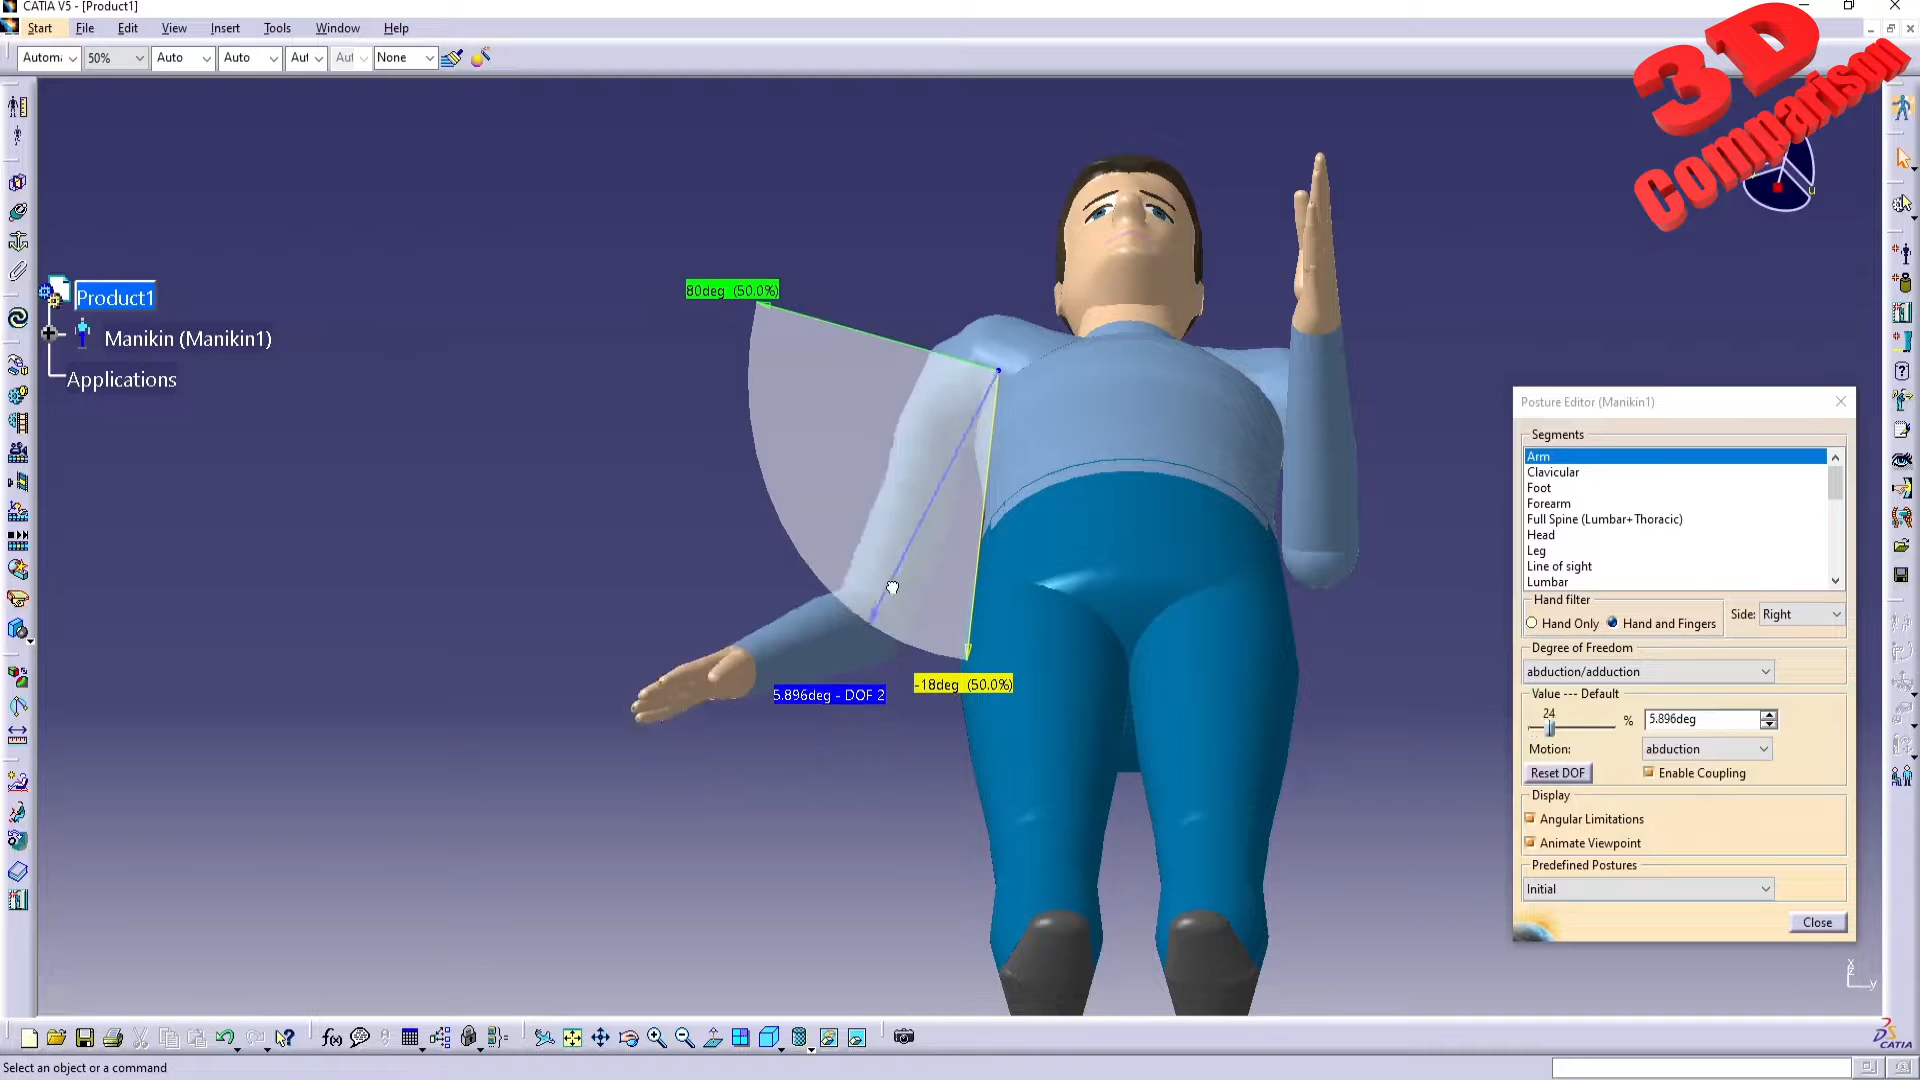 CATIA V5 - [Product1]
Start File Edit View Insert Tools Window Help
Autom 50% Auto Auto Aut Aut None
3D
Comparison
80deg (50.0%)
Product1
Manikin (Manikin1)
Applications
5.896deg - DOF 2
-18deg (50.0%)
Posture Editor (Manikin1)
Segments
Arm
Clavicular
Foot
Forearm
Full Spine (Lumbar+Thoracic)
Head
Leg
Line of sight
Lumbar
Hand filter
Hand Only Hand and Fingers Side: Right
Degree of Freedom
abduction/adduction
Value --- Default
24
% 5.896deg
Motion: abduction
Reset DOF Enable Coupling
Display
Angular Limitations
Animate Viewpoint
Predefined Postures
Initial
Close
x
z
y
f(x)
CATIA
Select an object or a command